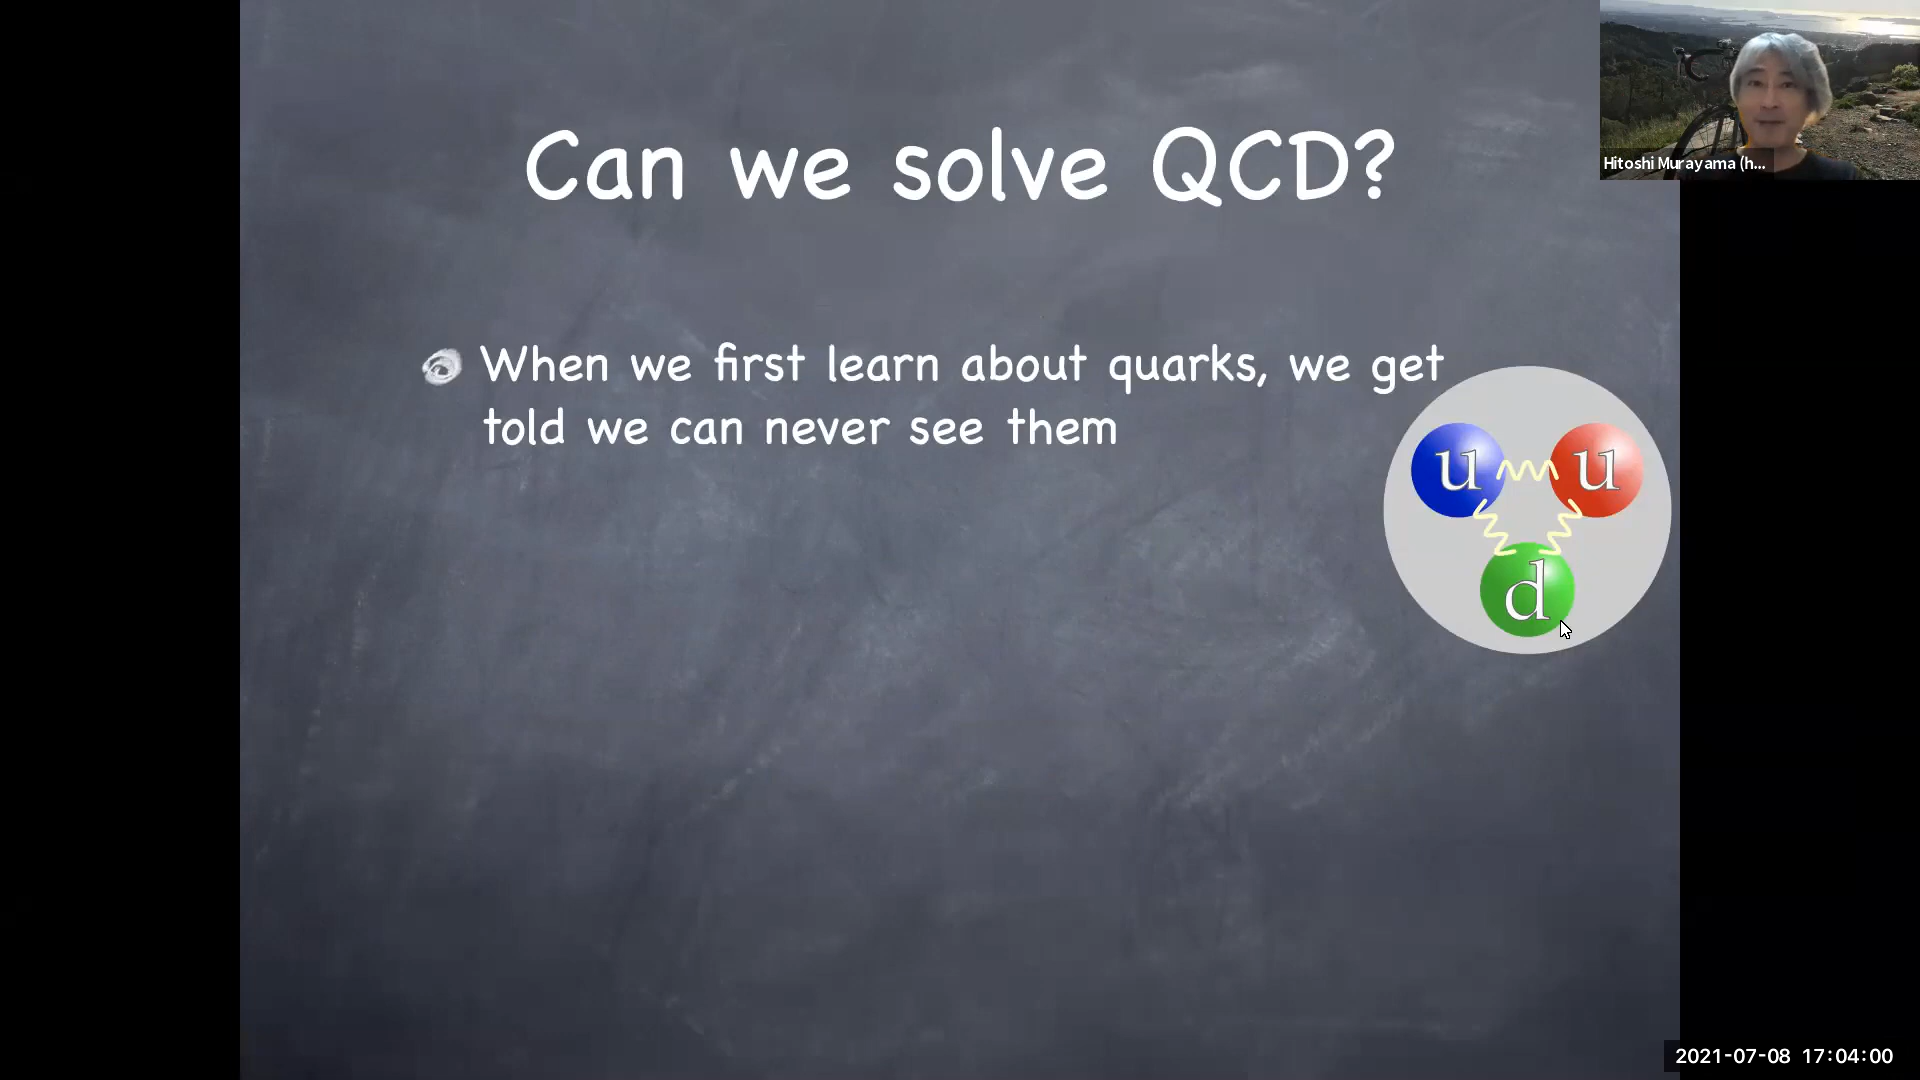 Can we solve QCD?
Hitoshi Murayama (h...
When we first learn about quarks, we get
told we can never see them
u u
d
2021-07-08 17:04:00